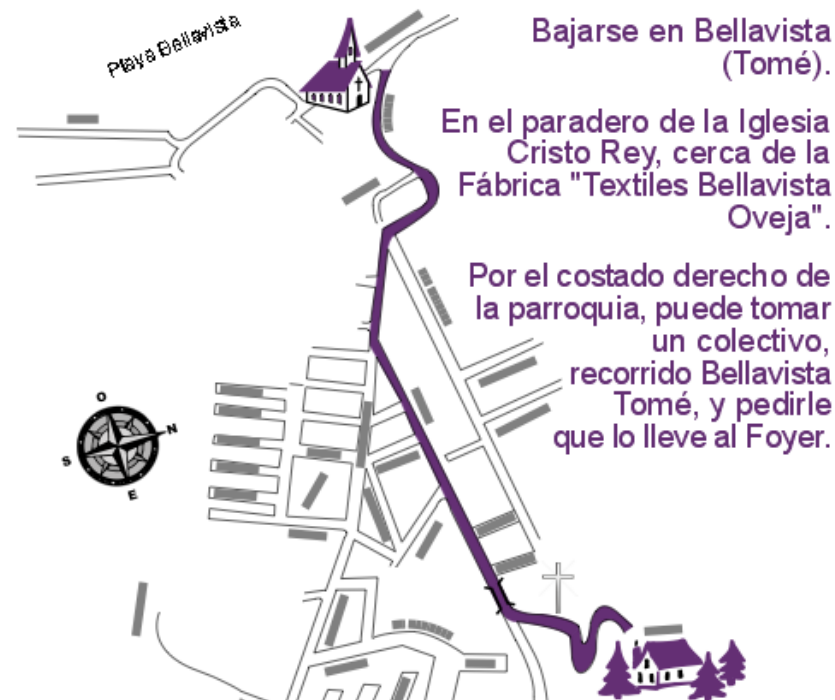 Playa Bellavista
Bajarse en Bellavista
(Tomé).
En el paradero de la Iglesia
Cristo Rey, cerca de la
Fábrica "Textiles Bellavista
Oveja".
Por el costado derecho de
la parroquia, puede tomar
un colectivo,
recorrido Bellavista
Tomé, y pedirle
que lo lleve al Foyer.
O
N
S
E